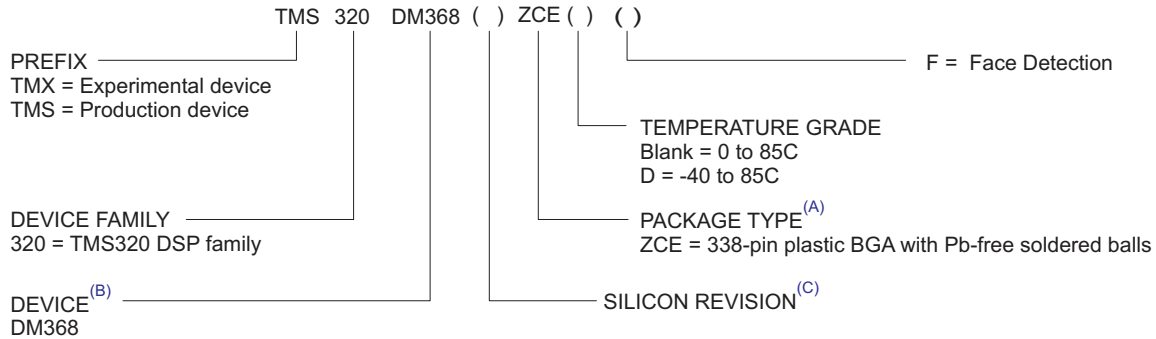 TMS 320 DM368 ( ) ZCE ( ) ( )
PREFIX
TMX = Experimental device
TMS = Production device
F = Face Detection
TEMPERATURE GRADE
Blank = 0 to 85C
D = -40 to 85C
DEVICE FAMILY
320 = TMS320 DSP family
PACKAGE TYPE(A)
ZCE = 338-pin plastic BGA with Pb-free soldered balls
DEVICE(B)
DM368
SILICON REVISION(C)